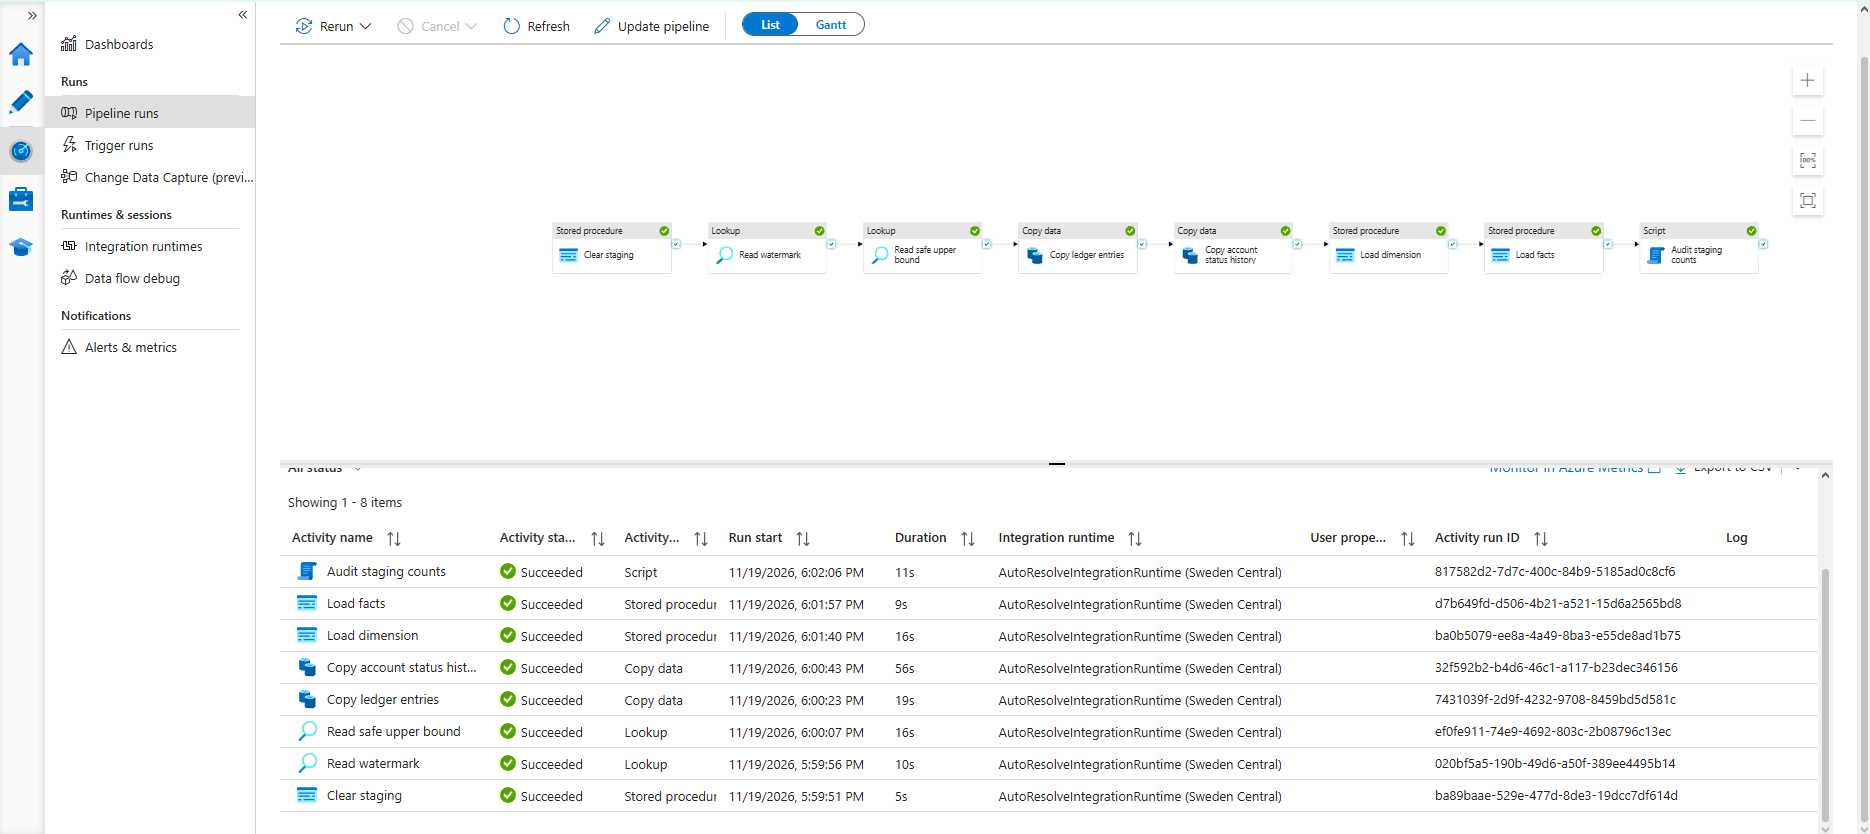 Dashboards
Runs
Pipeline runs
Trigger runs
Change Data Capture (previ...
Runtimes & sessions
Integration runtimes
Data flow debug
Notifications
Alerts & metrics
Rerun Cancel Refresh Update pipeline List Gantt
Stored procedure
Clear staging
Lookup
Read watermark
Lookup
Read safe upper
bound
Copy data
Copy ledger entries
Copy data
Copy account
status history
Stored procedure
Load dimension
Stored procedure
Load facts
Script
Audit staging
counts
100%
All status Monitor in Azure Metrics Export to CSV
Showing 1 - 8 items
Activity name Activity sta... Activity... Run start Duration Integration runtime User prope... Activity run ID Log
Audit staging counts Succeeded Script 11/19/2026, 6:02:06 PM 11s AutoResolveIntegrationRuntime (Sweden Central) 817582d2-7d7c-400c-84b9-5185ad0c8cf6
Load facts Succeeded Stored procedur 11/19/2026, 6:01:57 PM 9s AutoResolveIntegrationRuntime (Sweden Central) d7b649fd-d506-4b21-a521-15d6a2565bd8
Load dimension Succeeded Stored procedur 11/19/2026, 6:01:40 PM 16s AutoResolveIntegrationRuntime (Sweden Central) ba0b5079-ee8a-4a49-8ba3-e55de8ad1b75
Copy account status hist... Succeeded Copy data 11/19/2026, 6:00:43 PM 56s AutoResolveIntegrationRuntime (Sweden Central) 32f592b2-b4d6-46c1-a117-b23dec346156
Copy ledger entries Succeeded Copy data 11/19/2026, 6:00:23 PM 19s AutoResolveIntegrationRuntime (Sweden Central) 7431039f-2d9f-4232-9708-8459bd5d581c
Read safe upper bound Succeeded Lookup 11/19/2026, 6:00:07 PM 16s AutoResolveIntegrationRuntime (Sweden Central) ef0fe911-74e9-4692-803c-2b08796c13ec
Read watermark Succeeded Lookup 11/19/2026, 5:59:56 PM 10s AutoResolveIntegrationRuntime (Sweden Central) 020bf5a5-190b-49d6-a50f-389ee4495b14
Clear staging Succeeded Stored procedur 11/19/2026, 5:59:51 PM 5s AutoResolveIntegrationRuntime (Sweden Central) ba89baae-529e-477d-8de3-19dcc7df614d